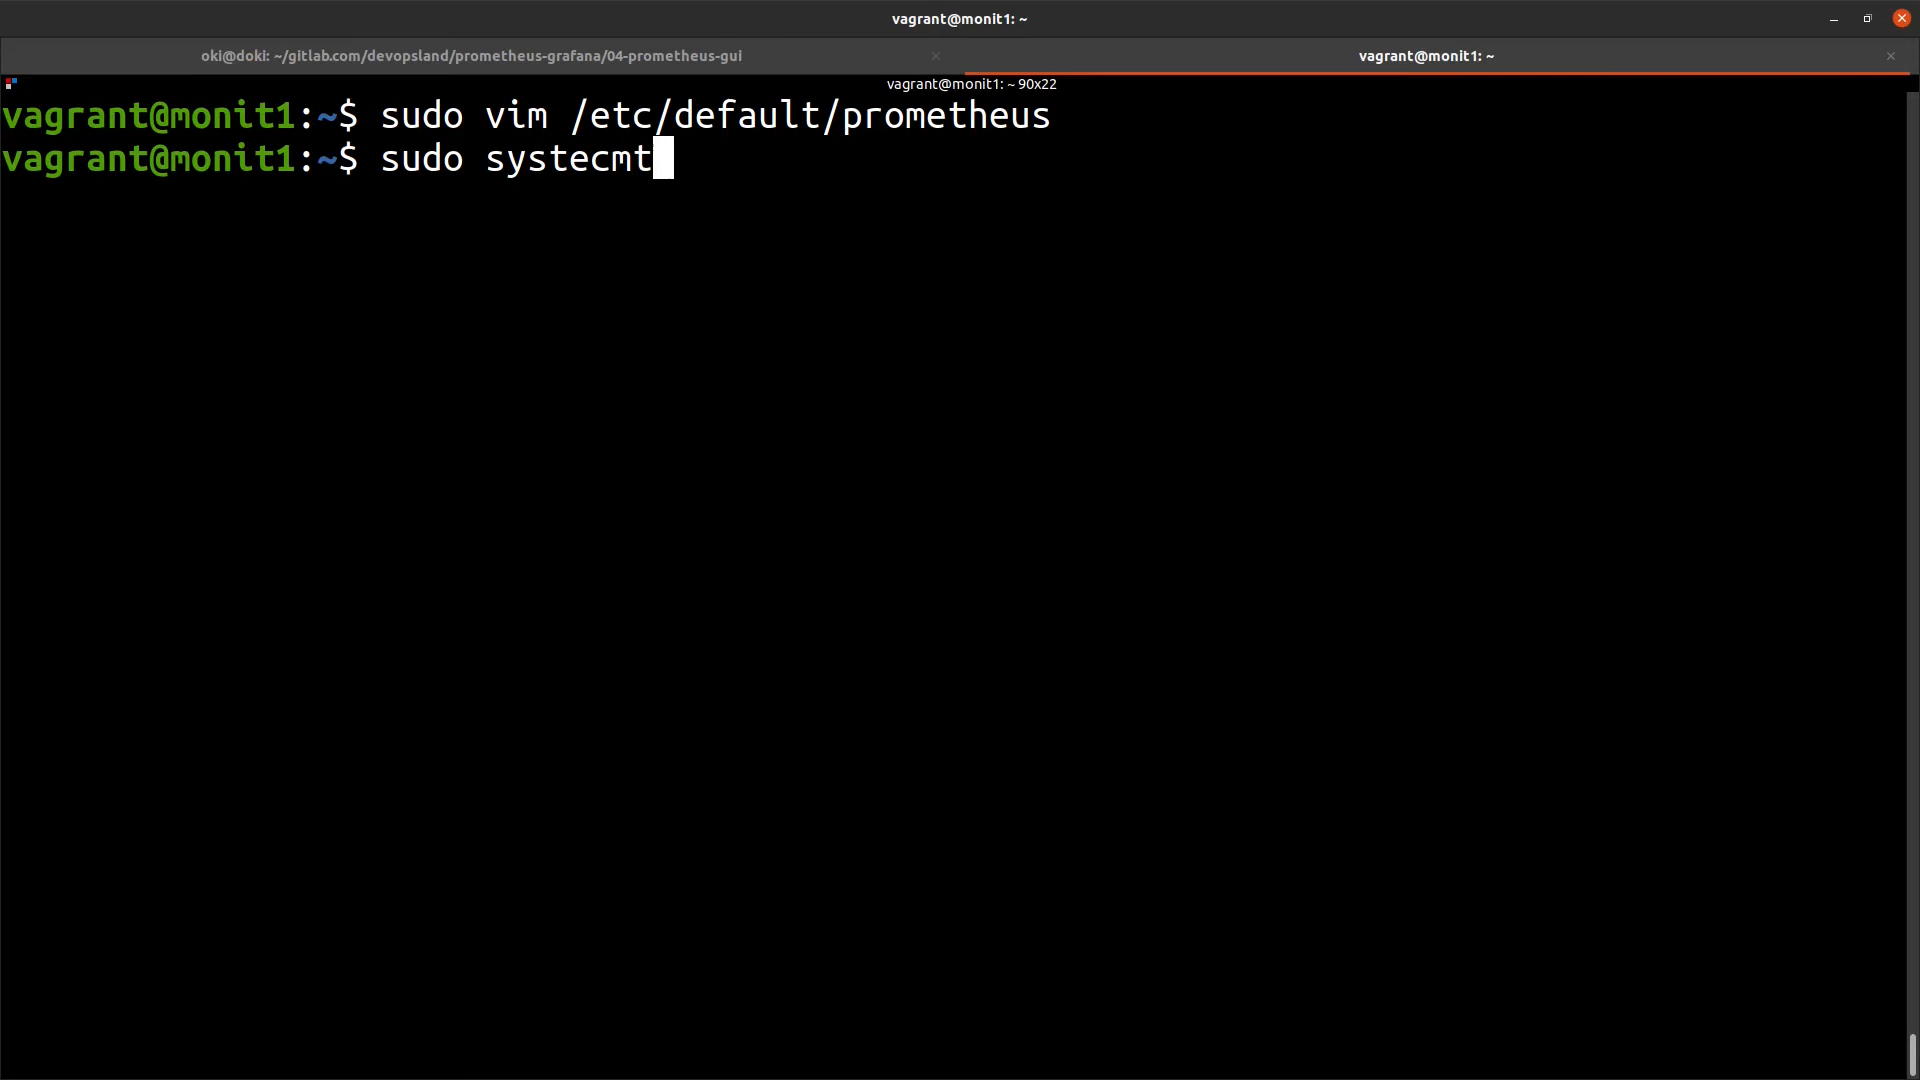 vagrant@monit1: ~
oki@doki: ~/gitlab.com/devopsland/prometheus-grafana/04-prometheus-gui
vagrant@monit1: ~
vagrant@monit1: ~ 90x22
vagrant@monit1:~$ sudo vim /etc/default/prometheus
vagrant@monit1:~$ sudo systecmt